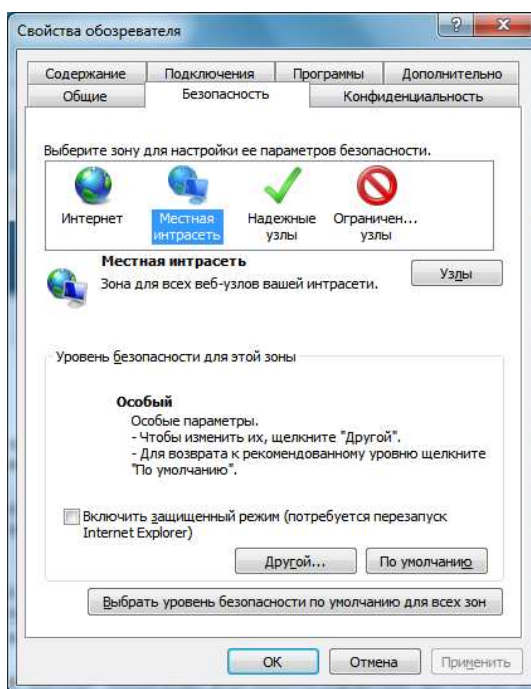 Свойства обозревателя
Содержание Подключения Программы Дополнительно
Общие Безопасность Конфиденциальность
Выберите зону для настройки ее параметров безопасности.
Интернет Местная интрасеть Надежные узлы Ограничен... узлы
Местная интрасеть
Зона для всех веб-узлов вашей интрасети.
Узлы
Уровень безопасности для этой зоны
Особый
Особые параметры.
- Чтобы изменить их, щелкните "Другой".
- Для возврата к рекомендованному уровню щелкните
"По умолчанию".
Включить защищенный режим (потребуется перезапуск
Internet Explorer)
Другой... По умолчанию
Выбрать уровень безопасности по умолчанию для всех зон
OK Отмена Применить